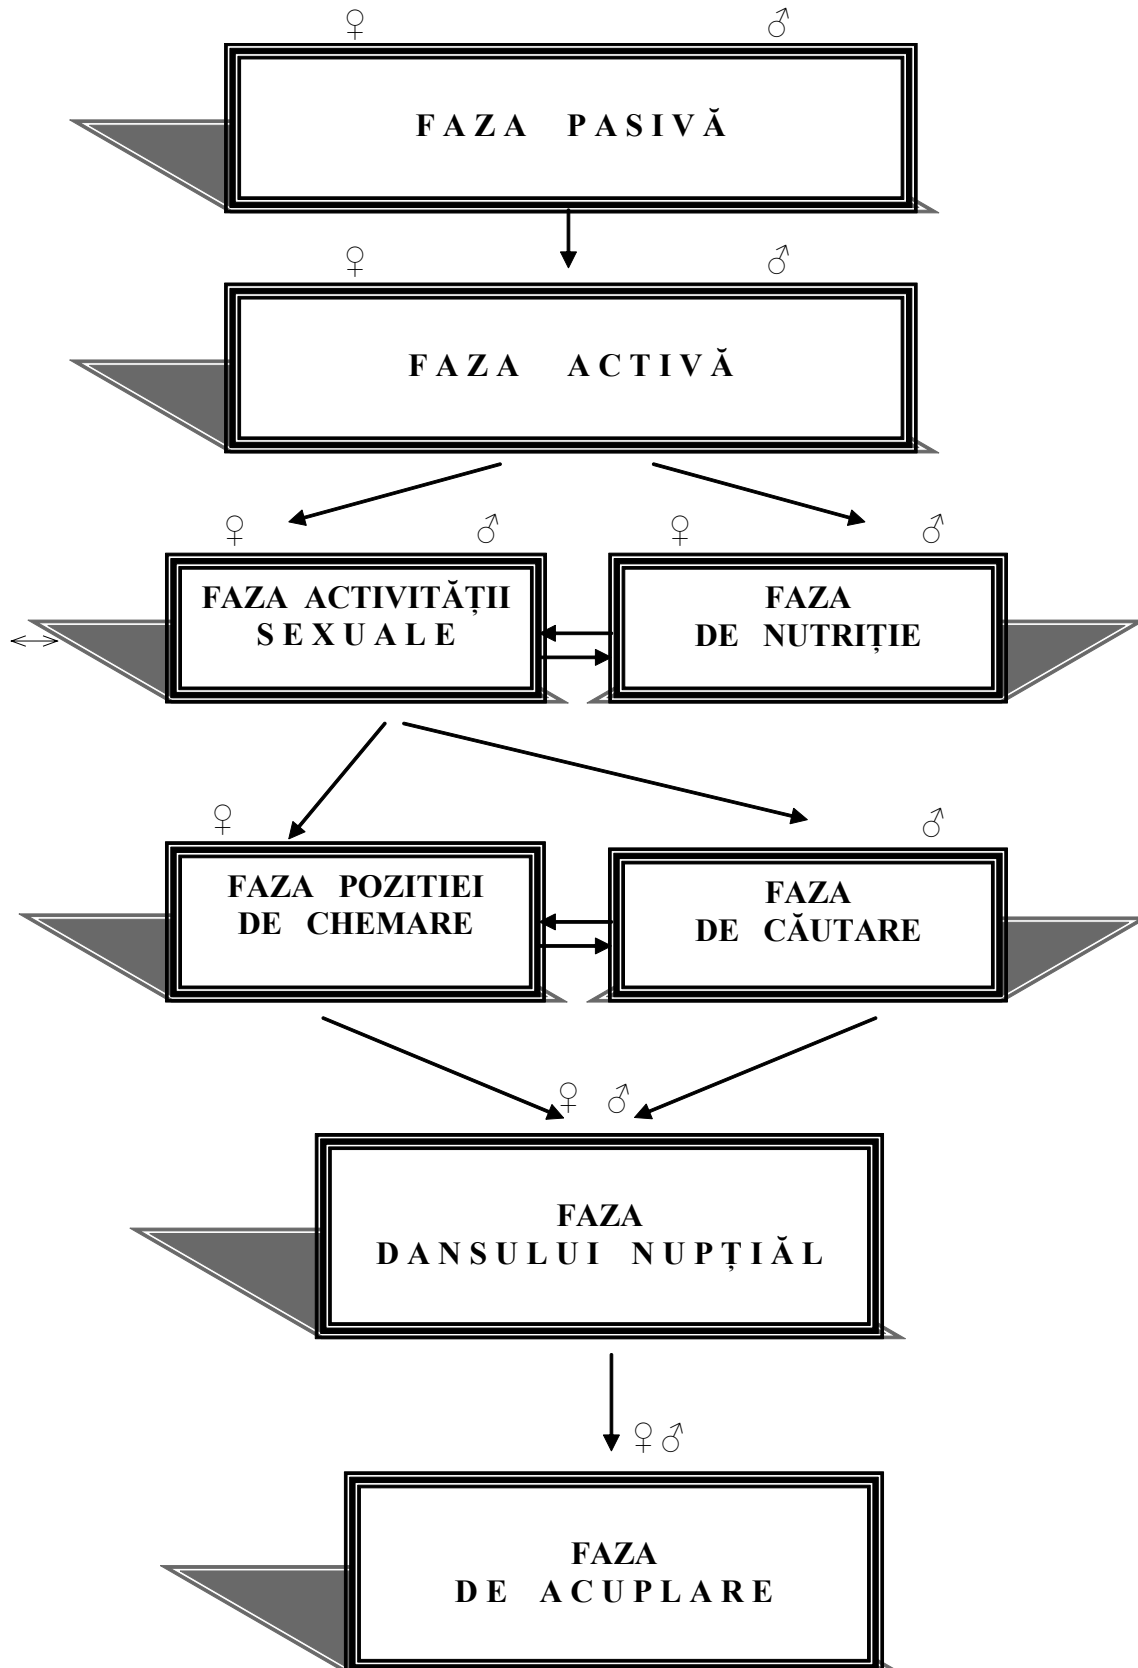 ♀ ♂
FAZA PASIVĂ
♀ ♂
FAZA ACTIVĂ
♀ ♂ ♀ ♂
FAZA ACTIVITĂȚII
SEXUALE
FAZA
DE NUTRIȚIE
♀ ♂
FAZA POZITIEI
DE CHEMARE
FAZA
DE CĂUTARE
♀ ♂
FAZA
DANSULUI NUPȚIĂL
♀♂
FAZA
DE ACUPLARE